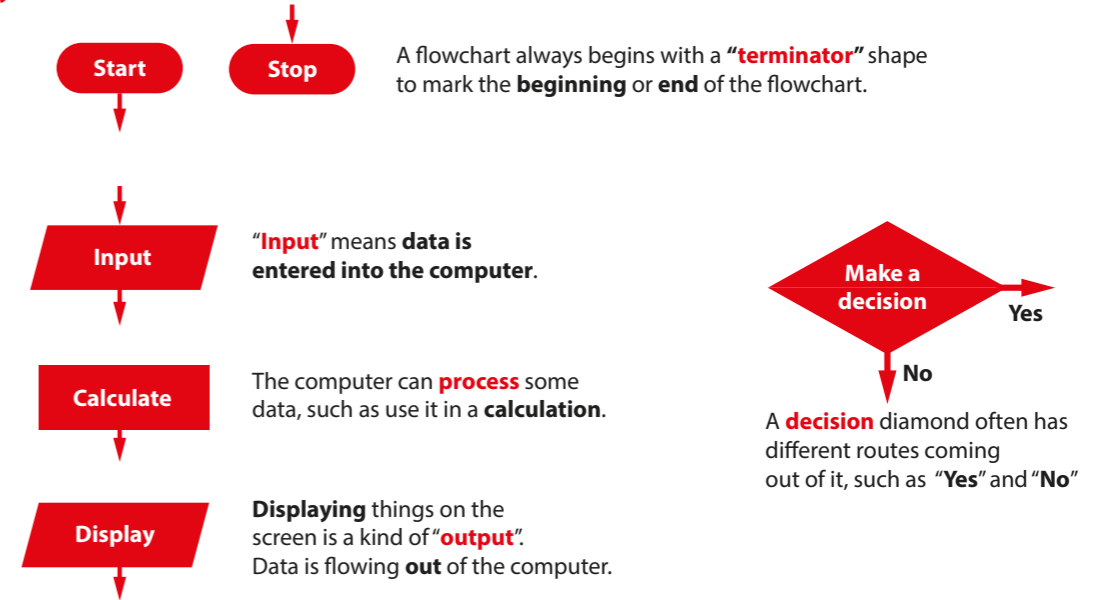 Start
Stop
A flowchart always begins with a “terminator” shape
to mark the beginning or end of the flowchart.
Input
“Input” means data is
entered into the computer.
Calculate
The computer can process some
data, such as use it in a calculation.
Display
Displaying things on the
screen is a kind of “output”.
Data is flowing out of the computer.
Make a
decision
Yes
No
A decision diamond often has
different routes coming
out of it, such as “Yes” and “No”